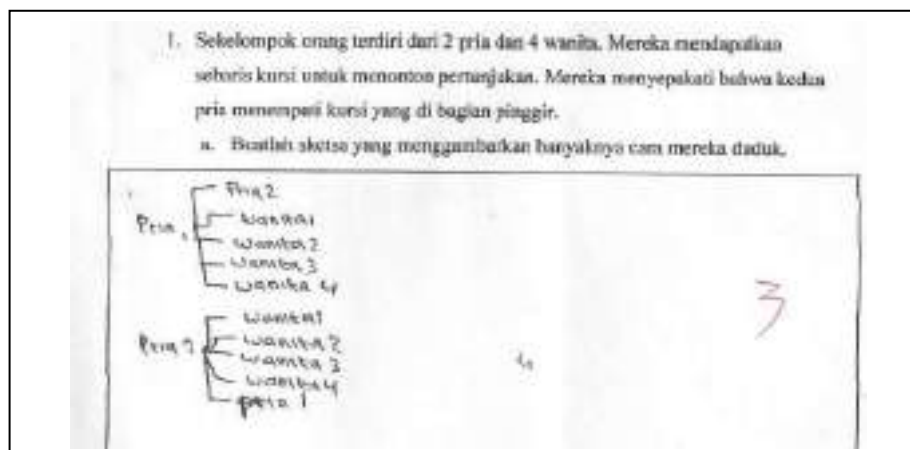 1. Sekelompok orang terdiri dari 2 pria dan 4 wanita. Mereka mendapatkan
sebaris kursi untuk menonton pertunjukan. Mereka menyepakati bahwa kedua
pria menempati kursi yang di bagian pinggir.
a. Buatlah sketsa yang menggambarkan banyaknya cara mereka duduk.
Pria 2
Pria 1 wanita 1
wanita 2
wanita 3
wanita 4
3
wanita 1
Pria 2 wanita 2
wanita 3
wanita 4
pria 1